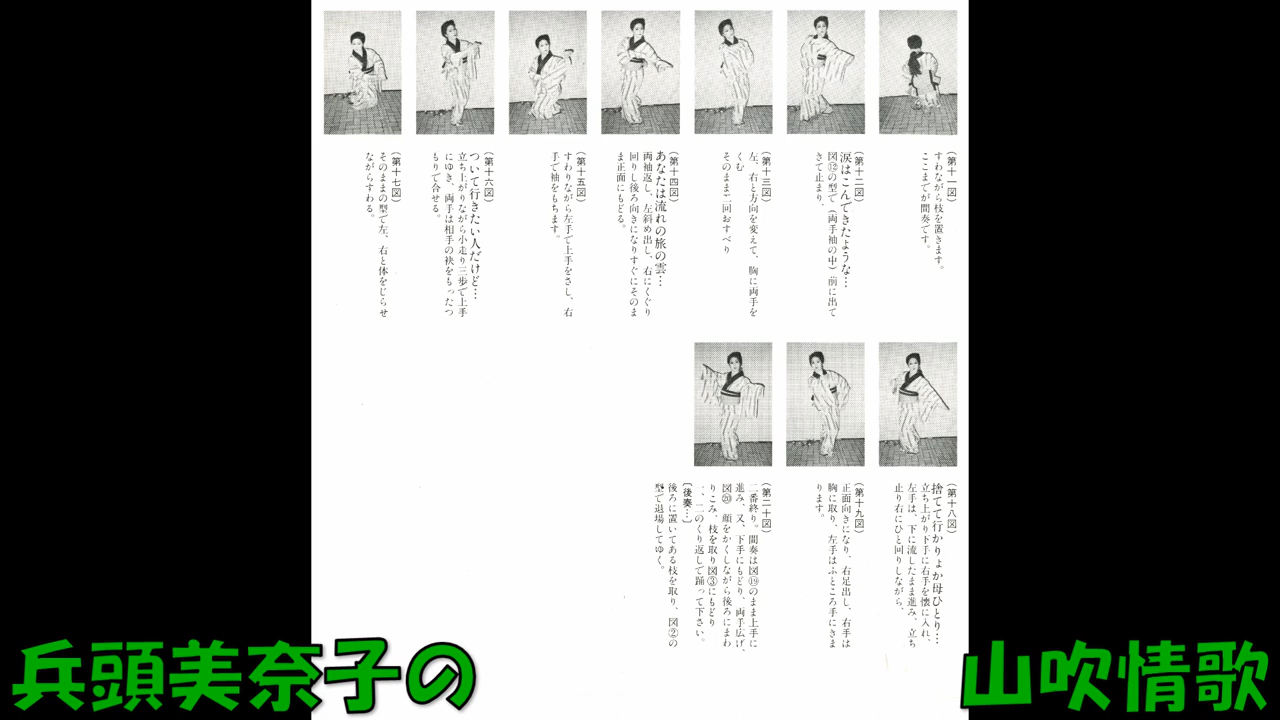 (第十一図)
すわながら枝を置きます。
ここまでが間奏です。
(第十二図)
涙はこんできたような…
図⑫の型で(両手袖の中)前に出て
きて止まり、
(第十三図)
左、右と方向を変えて、胸に両手を
くむ
そのまま二回おすべり
(第十四図)
あなたは流れの旅の雲…
両袖返し、左斜め出し、右にくぐり
回りし後ろ向きになりすぐにそのま
ま正面にもどる。
(第十五図)
すわりながら左手で上手をさし、右
手で袖をもちます。
(第十六図)
ついて行きたい人だけど…
立ち上がりながら小走り三歩で上手
にゆき、両手は相手の袂をもったつ
もりで合せる。
(第十七図)
そのままの型で左、右と体をじらせ
ながらすわる。
(第十八図)
捨てて行かりょか母ひとり…
立ち上がり下手に右手を懐に入れ、
左手は、下に流したまま進み、立ち
止り右にひと回りしながら、
(第十九図)
正面向きになり、右足出し、右手は
胸に取り、左手はふところ手にきま
ります。
(第二十図)
二番終り。間奏は図⑲のまま上手に
進み、又、下手にもどり、両手広げ、
図⑳ 顔をかくしながら後ろにまわ
りこみ、枝を取り図③にもどり
一、二のくり返しで踊って下さい。
〔後奏…〕
後ろに置いてある枝を取り、図②の
型で退場してゆく。
兵頭美奈子の
山吹情歌